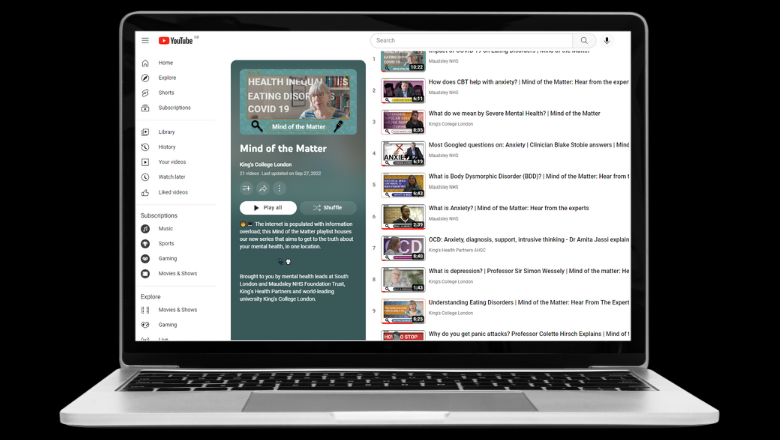 YouTube GB
Search
Home
Explore
Shorts
Subscriptions
Library
History
Your videos
Watch later
Liked videos
Subscriptions
Music
Sports
Gaming
Movies & Shows
Explore
Movies & Shows
Gaming
Live
HEALTH INEQUALITIES
EATING DISOR
COVID 19
Mind of the Matter
Mind of the Matter
King's College London
21 videos Last updated on Sep 27, 2022
Play all
Shuffle
The internet is populated with information
overload; this Mind of the Matter playlist houses
our new series that aims to get to the truth about
your mental health, in one location.
Brought to you by mental health leads at South
London and Maudsley NHS Foundation Trust,
King's Health Partners and world-leading
university King's College London.
1
Impact of COVID 19 on Eating Disorders | Mind of the Matter
Maudsley NHS
10:22
2
How does CBT help with anxiety? | Mind of the Matter: Hear from the exper
Maudsley NHS
4:11
3
What do we mean by Severe Mental Health? | Mind of the Matter
King's College London
8:35
4
Most Googled questions on: Anxiety | Clinician Blake Stobie answers | Mind
Maudsley NHS
ANXIETY
4:19
5
What is Body Dysmorphic Disorder (BDD)? | Mind of the Matter: Hear from t
Maudsley NHS
6:43
6
What is Anxiety? | Mind of the Matter: Hear from the experts
Maudsley NHS
2:39
7
OCD: Anxiety, diagnosis, support, intrusive thinking - Dr Amita Jassi explain
King's Health Partners AHSC
OCD
8:45
8
What is depression? | Professor Sir Simon Wessely | Mind of the matter: He
King's College London
1:43
9
Understanding Eating Disorders | Mind of the Matter: Hear From The Expert
King's College London
6:25
Why do you get panic attacks? Professor Colette Hirsch Explains | Mind of t
HOW TO STOP